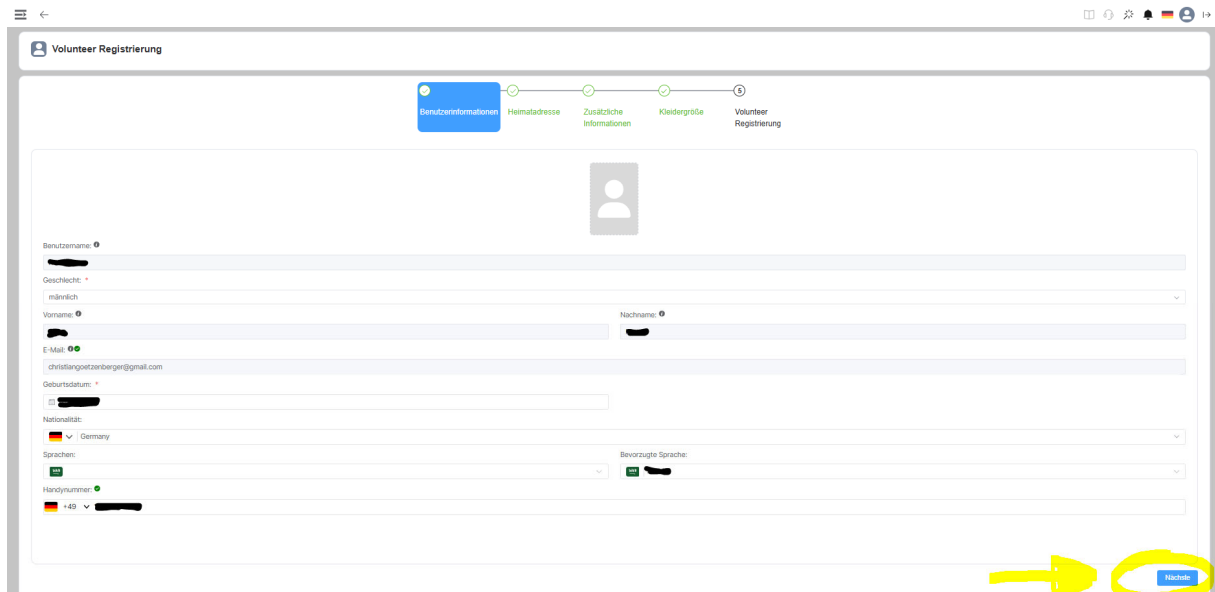 Volunteer Registrierung
5
Benutzerinformationen
Heimatadresse
Zusätzliche
Informationen
Kleidergröße
Volunteer
Registrierung
Benutzername:
Geschlecht: *
männlich
Vorname:
Nachname:
E-Mail:
christiangoetzenberger@gmail.com
Geburtsdatum: *
Nationalität:
Germany
Sprachen:
Bevorzugte Sprache:
Handynummer:
+49
Nächste